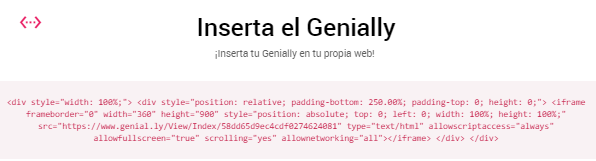 Inserta el Genially
¡Inserta tu Genially en tu propia web!
<div style="width: 100%;"> <div style="position: relative; padding-bottom: 250.00%; padding-top: 0; height: 0;"> <iframe
frameborder="0" width="360" height="900" style="position: absolute; top: 0; left: 0; width: 100%; height: 100%;"
src="https://www.genial.ly/View/Index/58dd65d9ec4cdf0274624081" type="text/html" allowscriptaccess="always"
allowfullscreen="true" scrolling="yes" allownetworking="all"></iframe> </div> </div>